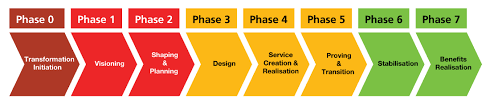 Phase 0
Phase 1
Phase 2
Phase 3
Phase 4
Phase 5
Phase 6
Phase 7
Transformation
Initiation
Visioning
Shaping
&
Planning
Design
Service
Creation &
Realisation
Proving
&
Transition
Stabilisation
Benefits
Realisation